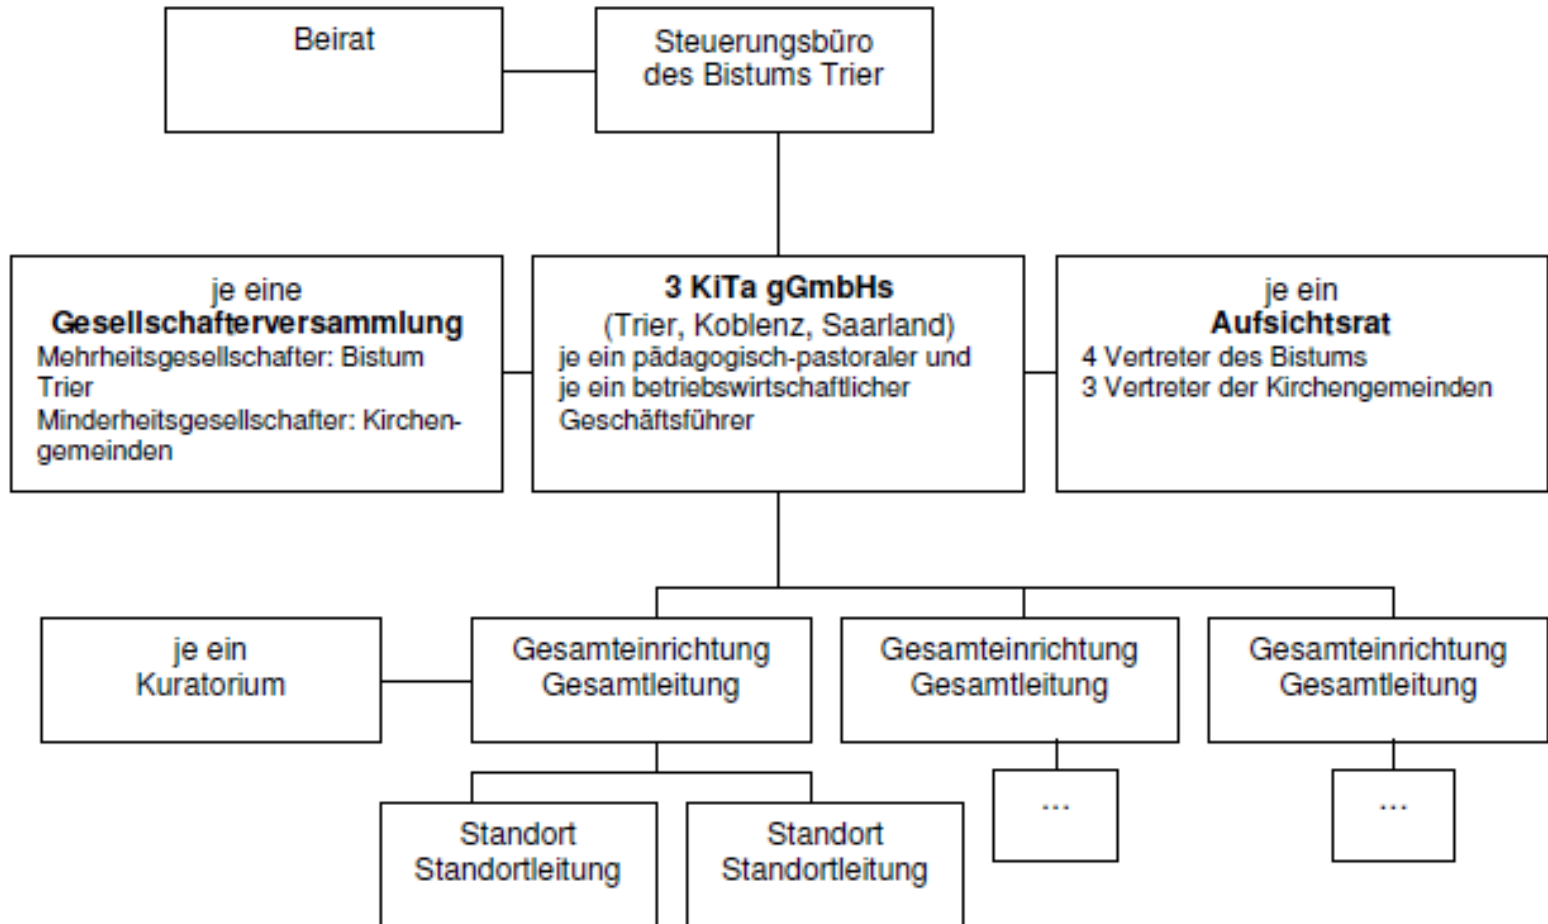 Beirat
Steuerungsbüro
des Bistums Trier
je eine
Gesellschafterversammlung
Mehrheitsgesellschafter: Bistum
Trier
Minderheitsgesellschafter: Kirchen-
gemeinden
3 KiTa gGmbHs
(Trier, Koblenz, Saarland)
je ein pädagogisch-pastoraler und
je ein betriebswirtschaftlicher
Geschäftsführer
je ein
Aufsichtsrat
4 Vertreter des Bistums
3 Vertreter der Kirchengemeinden
je ein
Kuratorium
Gesamteinrichtung
Gesamtleitung
Gesamteinrichtung
Gesamtleitung
Gesamteinrichtung
Gesamtleitung
Standort
Standortleitung
Standort
Standortleitung
...
...